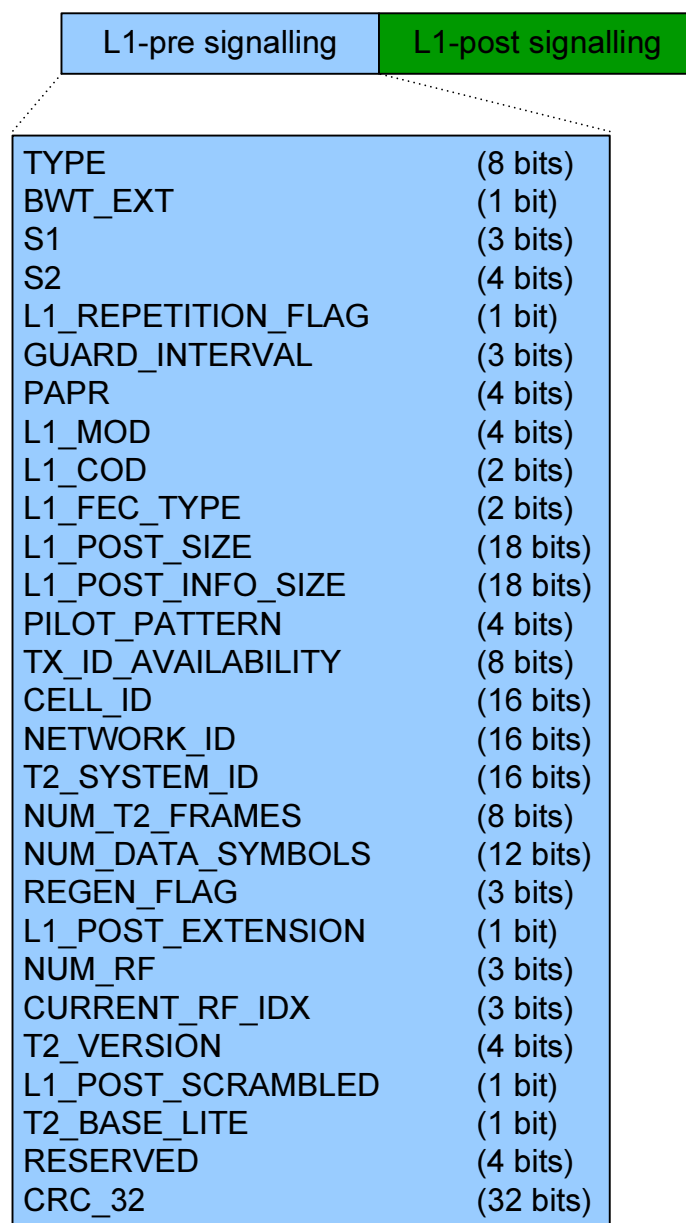 L1-pre signalling L1-post signalling
TYPE (8 bits)
BWT_EXT (1 bit)
S1 (3 bits)
S2 (4 bits)
L1_REPETITION_FLAG (1 bit)
GUARD_INTERVAL (3 bits)
PAPR (4 bits)
L1_MOD (4 bits)
L1_COD (2 bits)
L1_FEC_TYPE (2 bits)
L1_POST_SIZE (18 bits)
L1_POST_INFO_SIZE (18 bits)
PILOT_PATTERN (4 bits)
TX_ID_AVAILABILITY (8 bits)
CELL_ID (16 bits)
NETWORK_ID (16 bits)
T2_SYSTEM_ID (16 bits)
NUM_T2_FRAMES (8 bits)
NUM_DATA_SYMBOLS (12 bits)
REGEN_FLAG (3 bits)
L1_POST_EXTENSION (1 bit)
NUM_RF (3 bits)
CURRENT_RF_IDX (3 bits)
T2_VERSION (4 bits)
L1_POST_SCRAMBLED (1 bit)
T2_BASE_LITE (1 bit)
RESERVED (4 bits)
CRC_32 (32 bits)